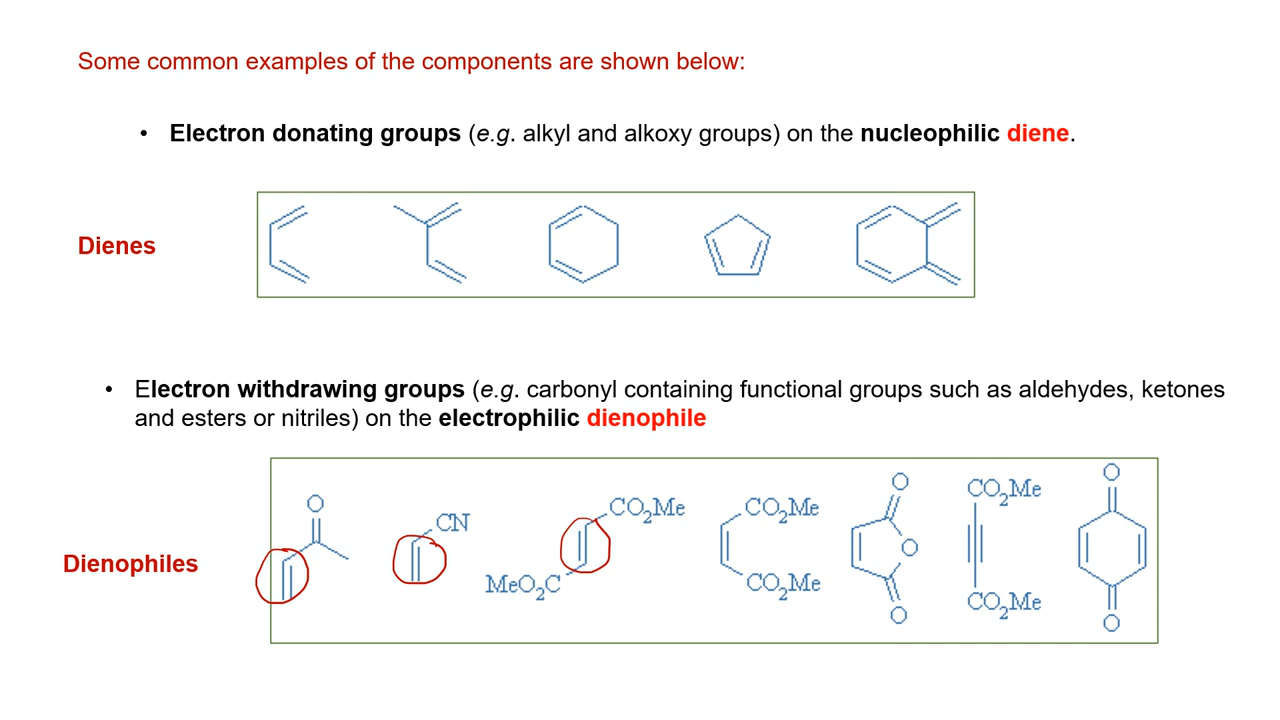 Some common examples of the components are shown below:
• Electron donating groups (e.g. alkyl and alkoxy groups) on the nucleophilic diene.
Dienes
• Electron withdrawing groups (e.g. carbonyl containing functional groups such as aldehydes, ketones
and esters or nitriles) on the electrophilic dienophile
Dienophiles
O
CN
CO2Me
MeO2C
CO2Me
CO2Me
O
O
O
CO2Me
CO2Me
O
O